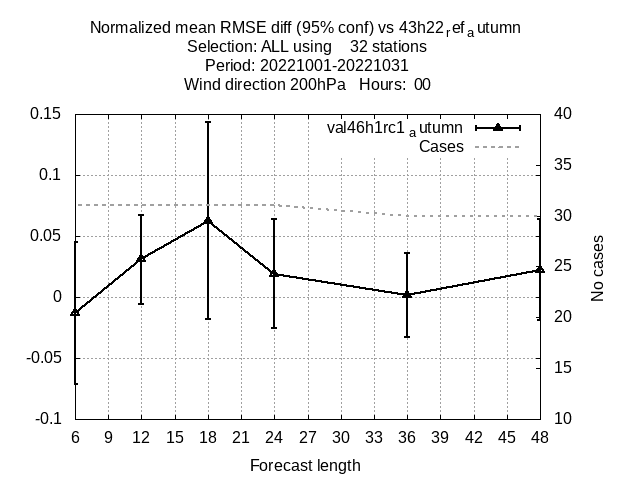 Normalized mean RMSE diff (95% conf) vs 43h22refautumn
Selection: ALL using 32 stations
Period: 20221001-20221031
Wind direction 200hPa Hours: 00
val46h1rc1autumn
Cases
0.15
0.1
0.05
0
-0.05
-0.1
40
35
30
25
20
15
10
No cases
6 9 12 15 18 21 24 27 30 33 36 39 42 45 48
Forecast length